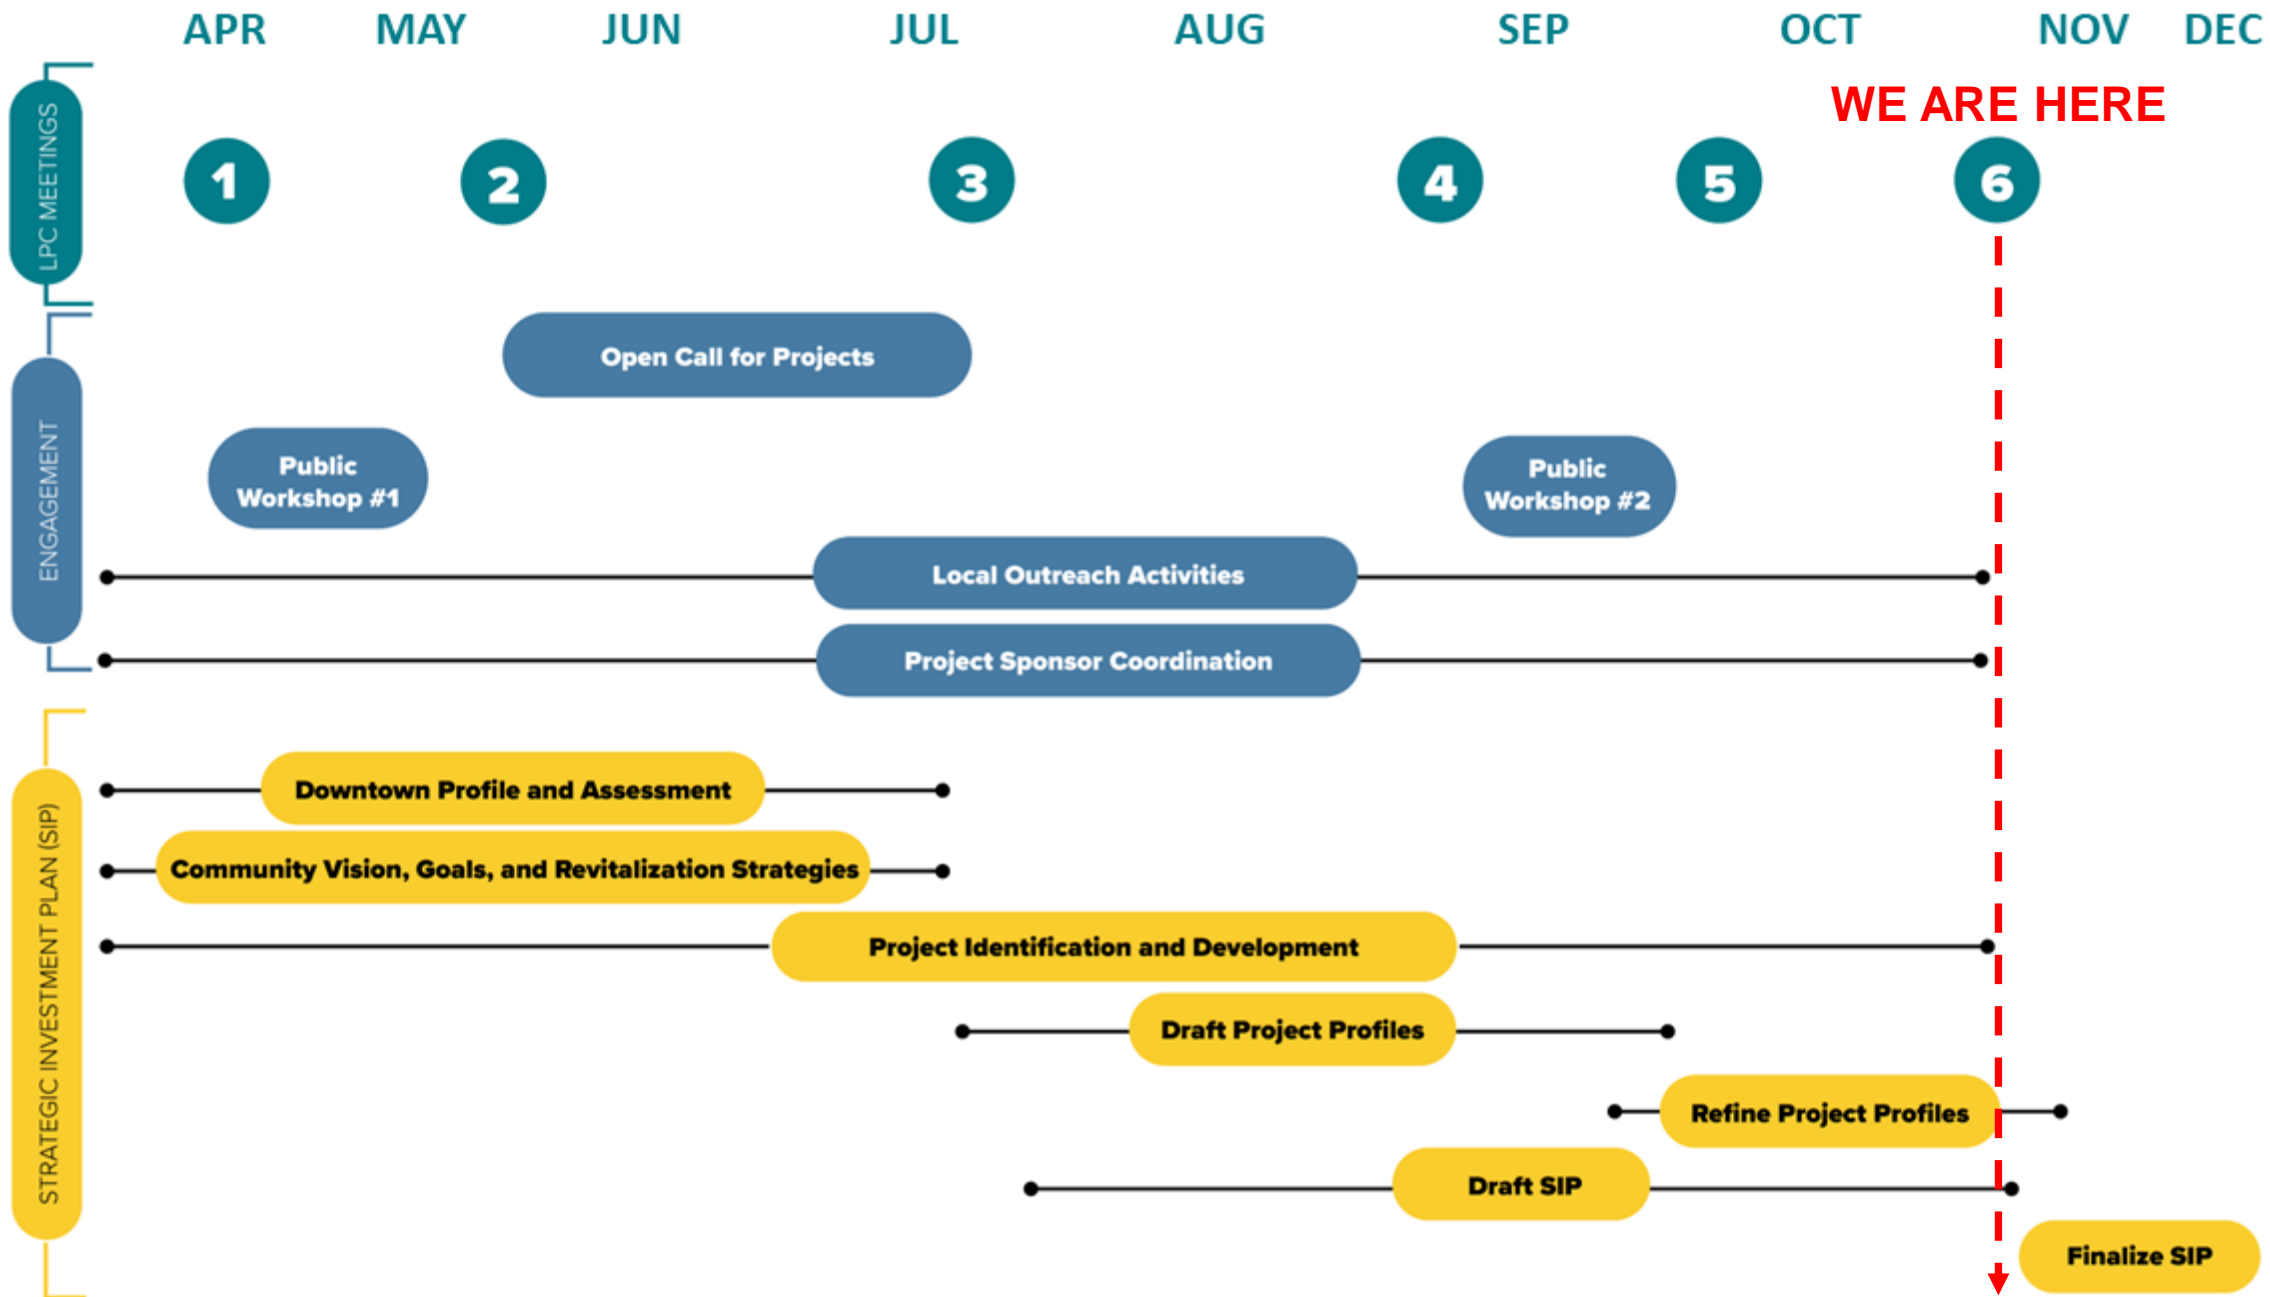 APR MAY JUN JUL AUG SEP OCT NOV DEC
WE ARE HERE
LPC MEETINGS
1 2 3 4 5 6
ENGAGEMENT
Open Call for Projects
Public
Workshop #1
Public
Workshop #2
Local Outreach Activities
Project Sponsor Coordination
STRATEGIC INVESTMENT PLAN (SIP)
Downtown Profile and Assessment
Community Vision, Goals, and Revitalization Strategies
Project Identification and Development
Draft Project Profiles
Refine Project Profiles
Draft SIP
Finalize SIP